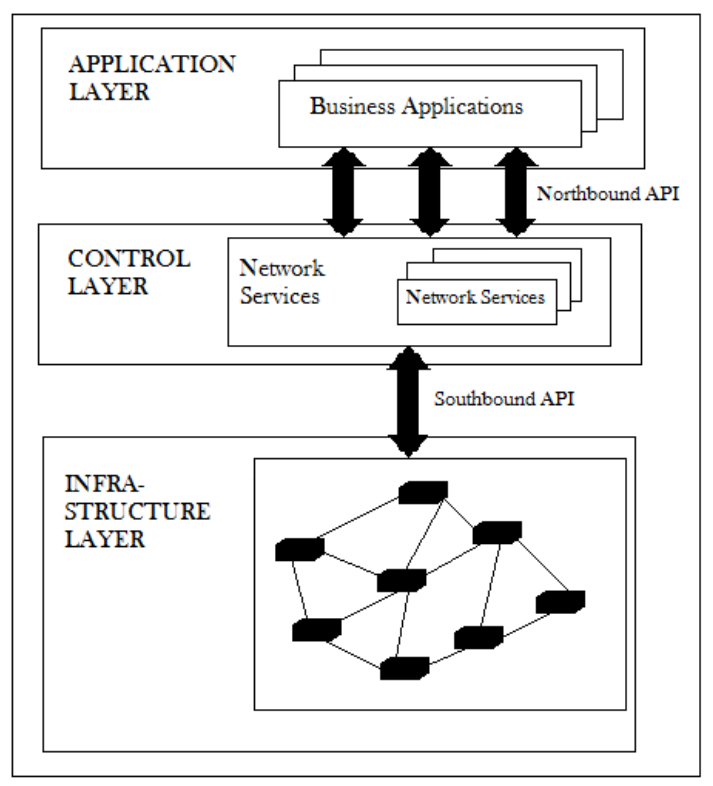 APPLICATION
LAYER
Business Applications
Northbound API
CONTROL
LAYER
Network
Services
Network Services
Southbound API
INFRA-
STRUCTURE
LAYER